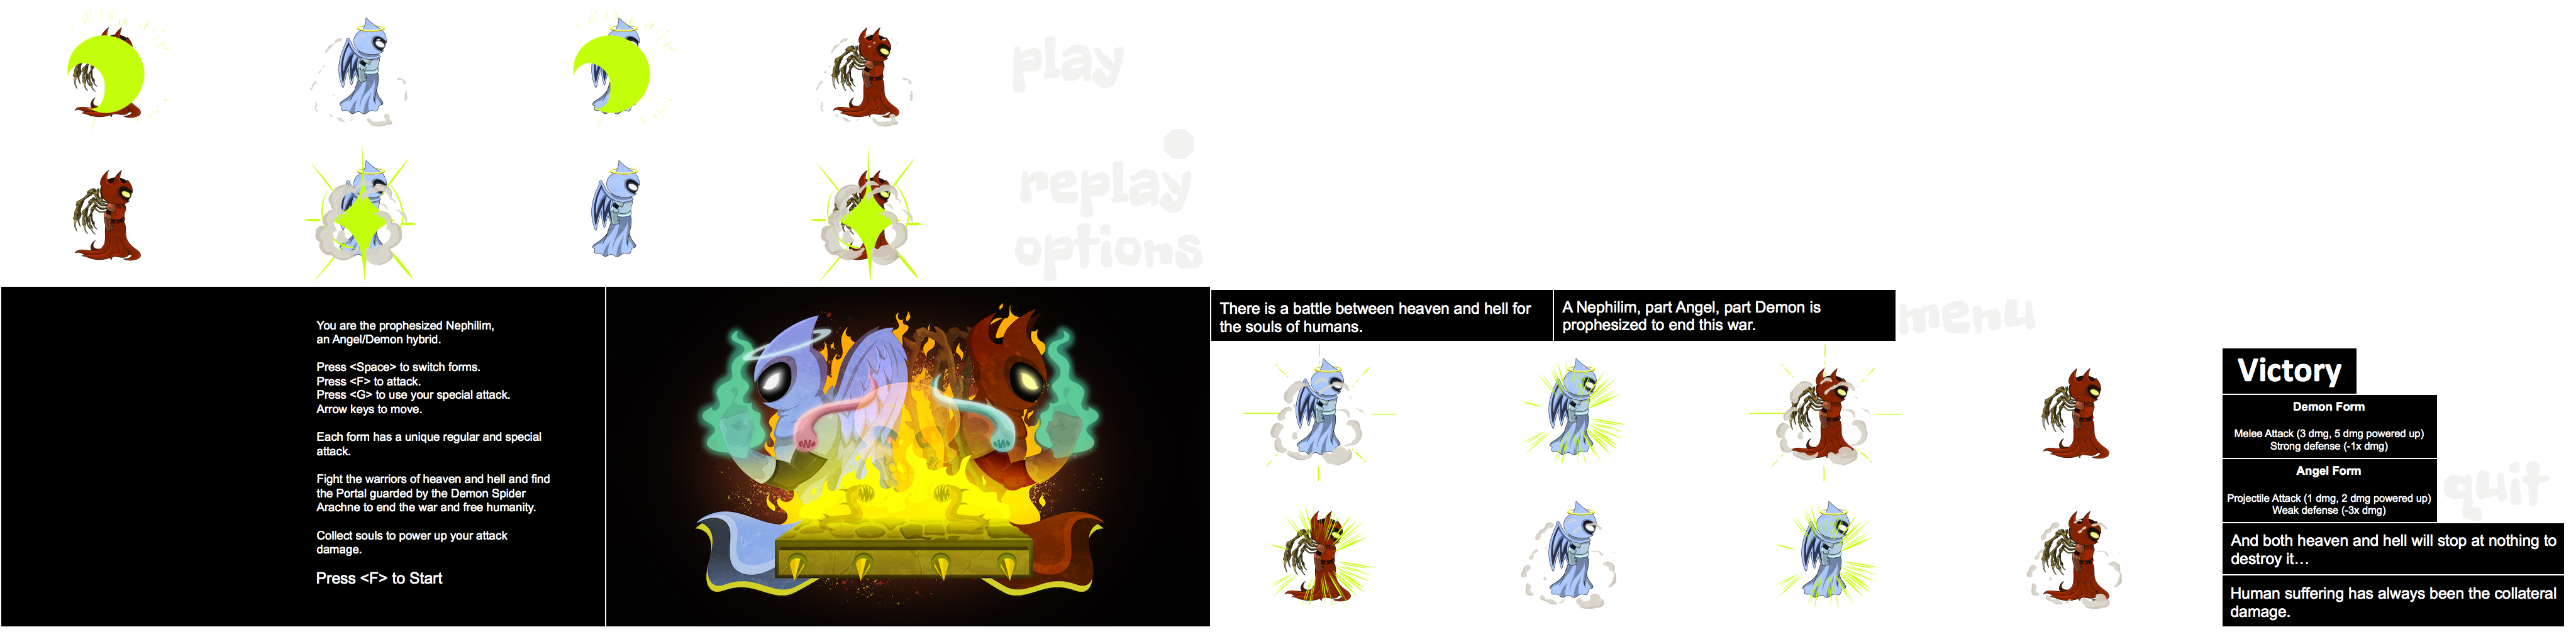 play
replay
options
You are the prophesized Nephilim,
an Angel/Demon hybrid.
Press <Space> to switch forms.
Press <F> to attack.
Press <G> to use your special attack.
Arrow keys to move.
Each form has a unique regular and special
attack.
Fight the warriors of heaven and hell and find
the Portal guarded by the Demon Spider
Arachne to end the war and free humanity.
Collect souls to power up your attack
damage.
Press <F> to Start
There is a battle between heaven and hell for
the souls of humans.
A Nephilim, part Angel, part Demon is
prophesized to end this war.
menu
Victory
Demon Form
Melee Attack (3 dmg, 5 dmg powered up)
Strong defense (-1x dmg)
Angel Form
Projectile Attack (1 dmg, 2 dmg powered up)
Weak defense (-3x dmg)
quit
And both heaven and hell will stop at nothing to
destroy it...
Human suffering has always been the collateral
damage.